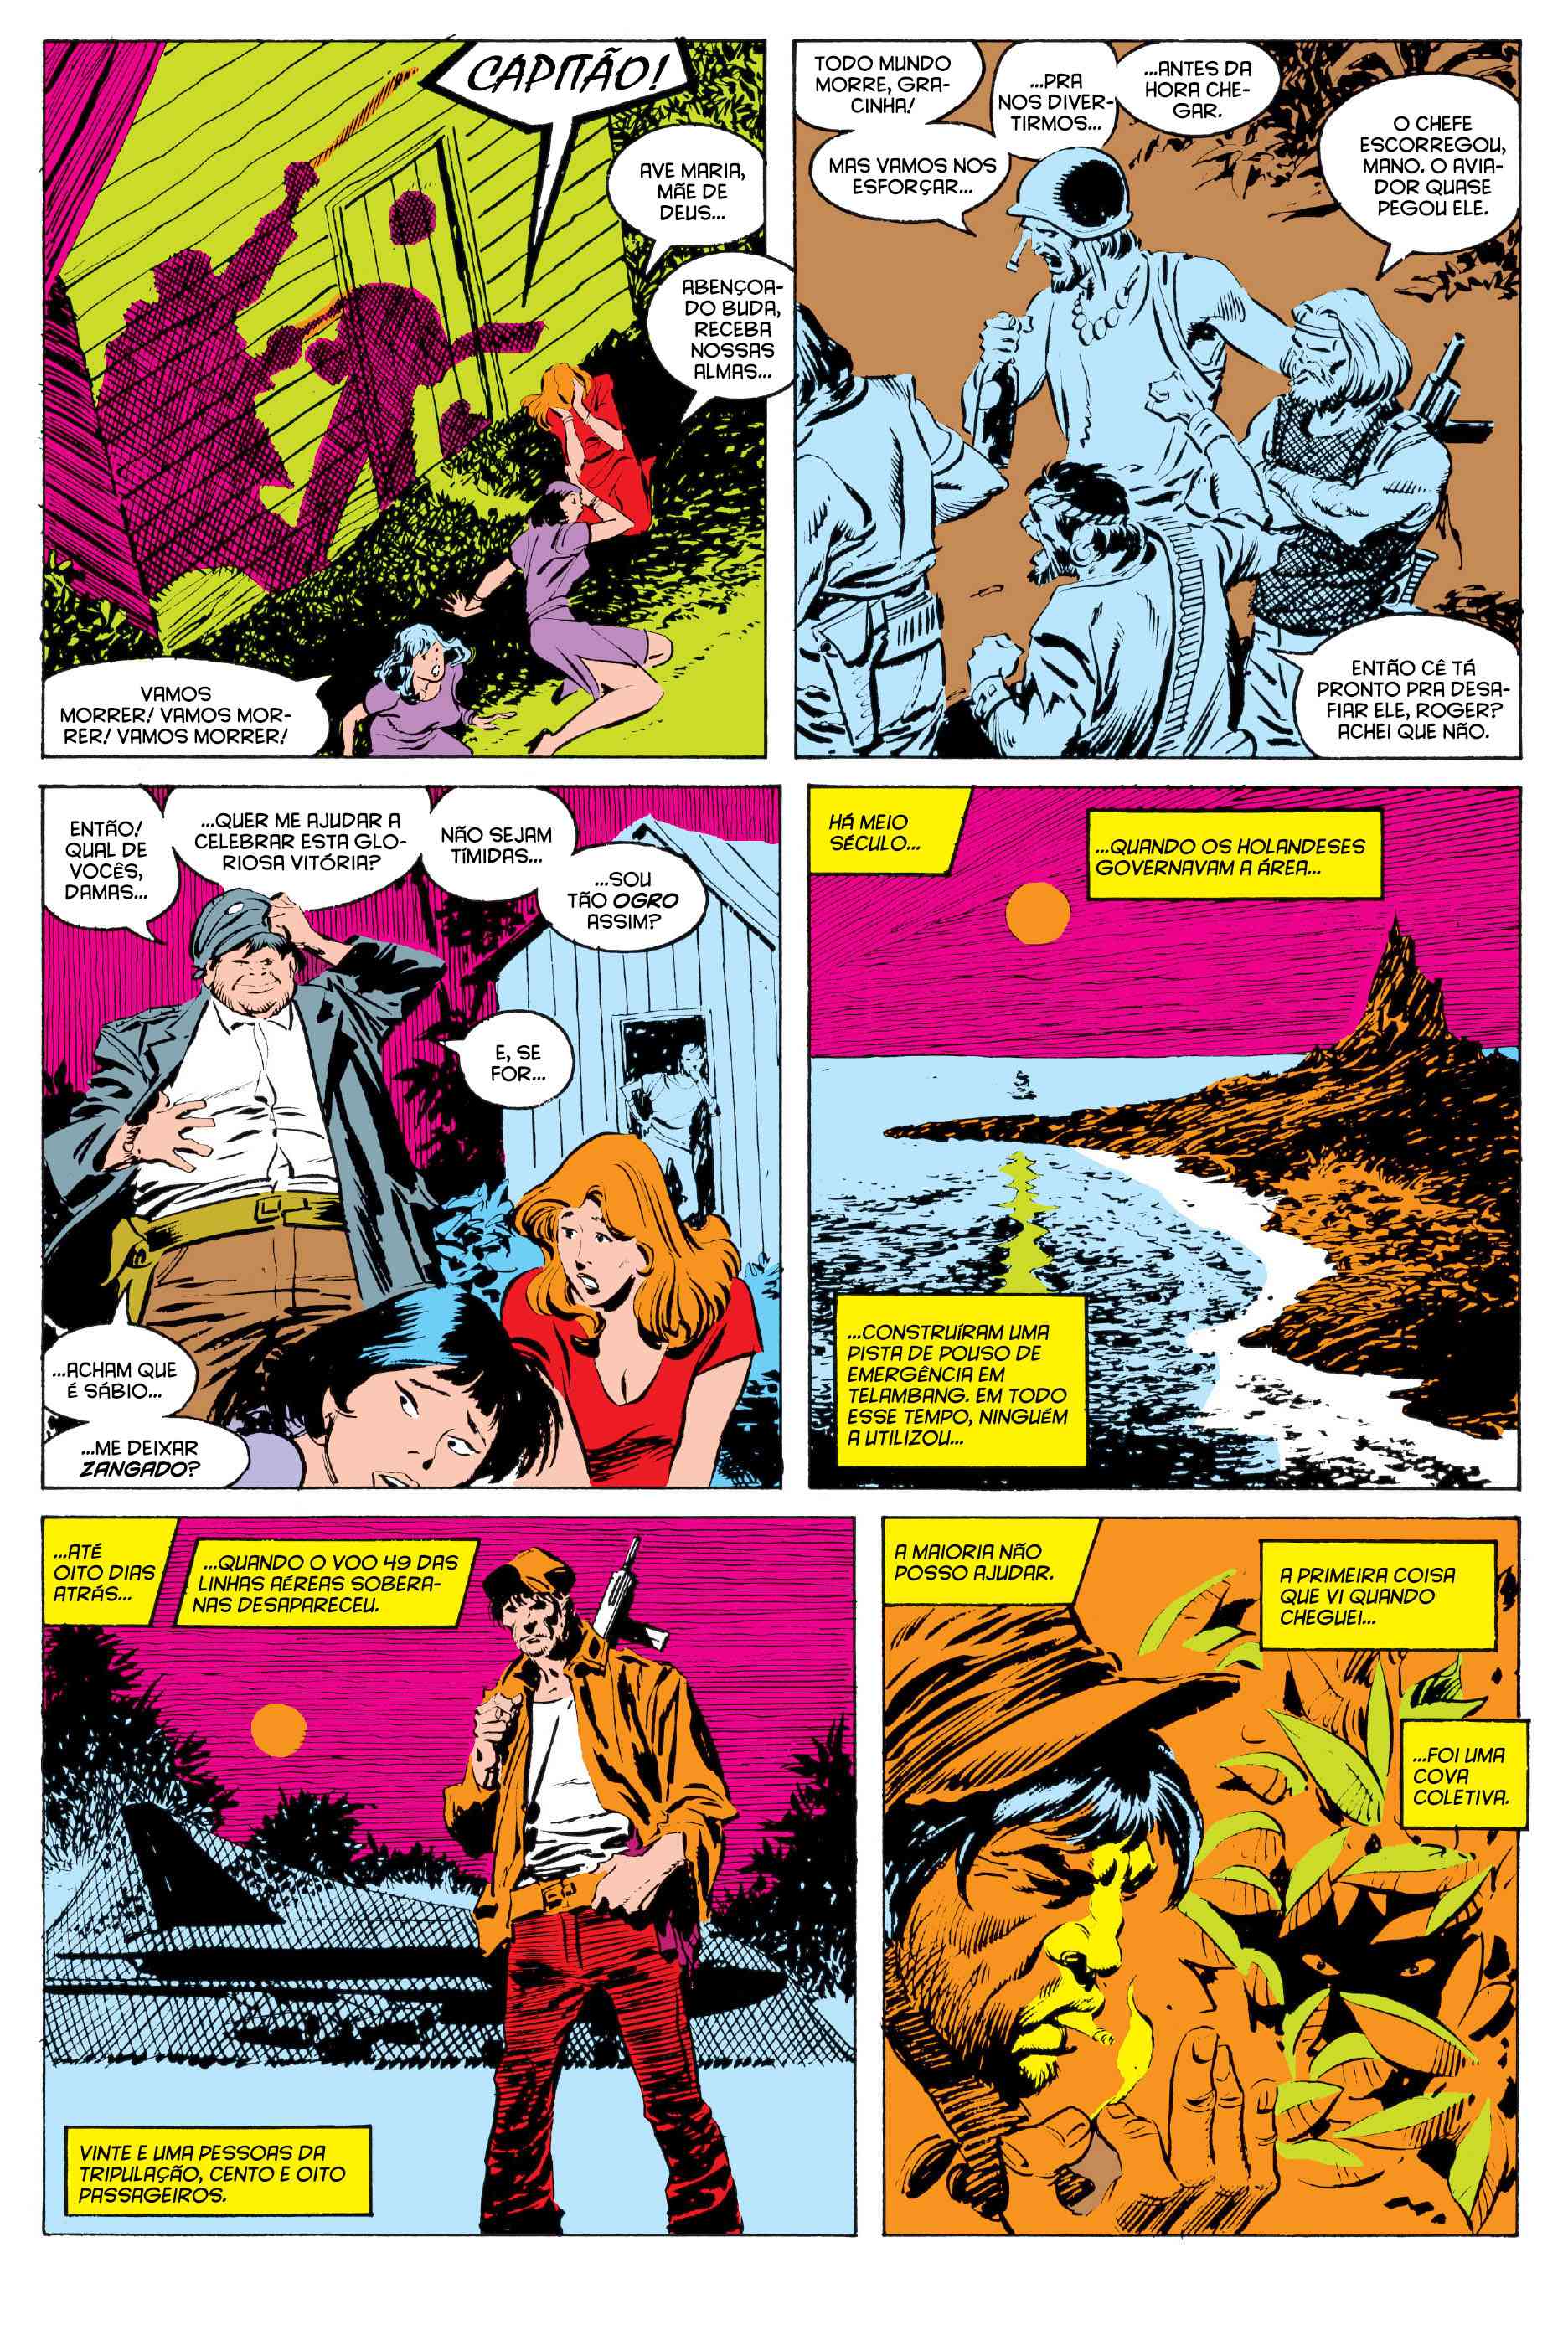 CAPITÃO!
AVE MARIA,
MÃE DE
DEUS...
ABENÇOA-
DO BUDA,
RECEBA
NOSSAS
ALMAS...
VAMOS
MORRER! VAMOS MOR-
RER! VAMOS MORRER!
TODO MUNDO
MORRE, GRA-
CINHA!
MAS VAMOS NOS
ESFORÇAR...
...PRA
NOS DIVER-
TIRMOS...
...ANTES DA
HORA CHE-
GAR.
O CHEFE
ESCORREGOU,
MANO. O AVIA-
DOR QUASE
PEGOU ELE.
ENTÃO CÊ TÁ
PRONTO PRA DESA-
FIAR ELE, ROGER?
ACHEI QUE NÃO.
ENTÃO!
QUAL DE
VOCÊS,
DAMAS...
...QUER ME AJUDAR A
CELEBRAR ESTA GLO-
RIOSA VITÓRIA?
NÃO SEJAM
TÍMIDAS...
...SOU
TÃO OGRO
ASSIM?
E, SE
FOR...
...ACHAM QUE
É SÁBIO...
...ME DEIXAR
ZANGADO?
HÁ MEIO
SÉCULO...
...QUANDO OS HOLANDESES
GOVERNAVAM A ÁREA...
...CONSTRUÍRAM UMA
PISTA DE POUSO DE
EMERGÊNCIA EM
TELAMBANG. EM TODO
ESSE TEMPO, NINGUÉM
A UTILIZOU...
...ATÉ
OITO DIAS
ATRÁS...
...QUANDO O VOO 49 DAS
LINHAS AÉREAS SOBERA-
NAS DESAPARECEU.
VINTE E UMA PESSOAS DA
TRIPULAÇÃO, CENTO E OITO
PASSAGEIROS.
A MAIORIA NÃO
POSSO AJUDAR.
A PRIMEIRA COISA
QUE VI QUANDO
CHEGUEI...
...FOI UMA
COVA
COLETIVA.